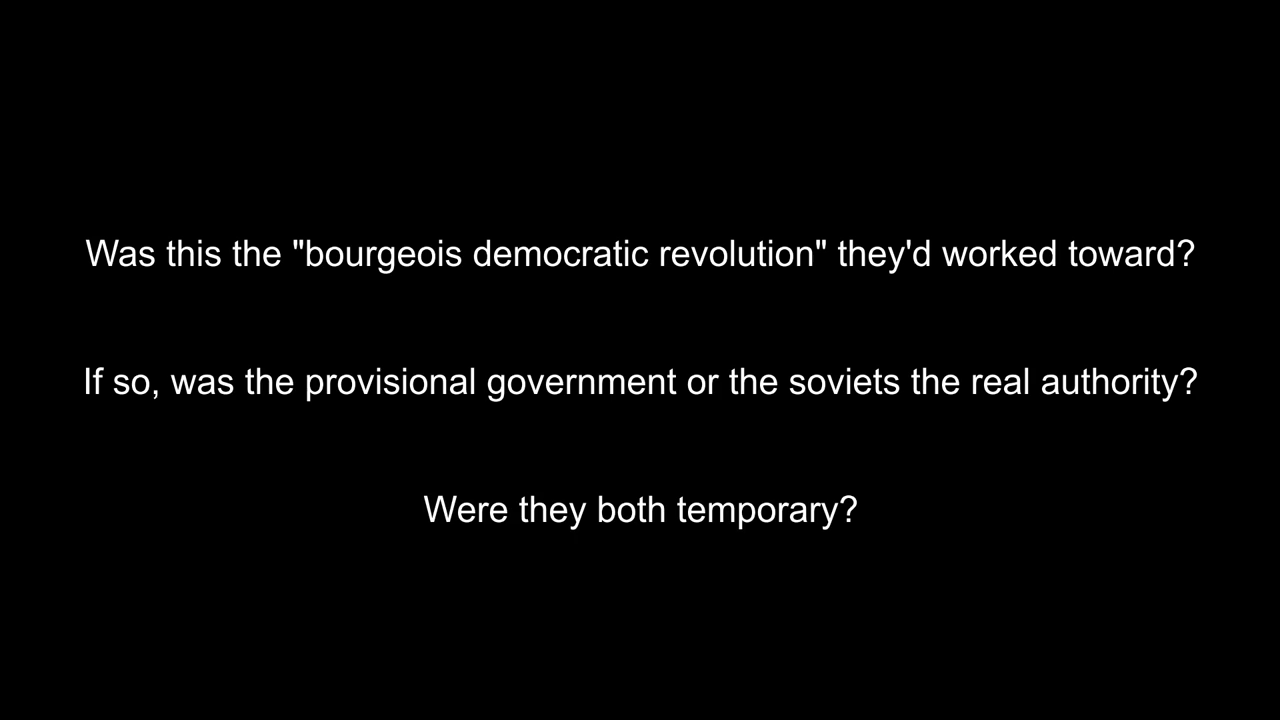 Was this the "bourgeois democratic revolution" they'd worked toward?
If so, was the provisional government or the soviets the real authority?
Were they both temporary?